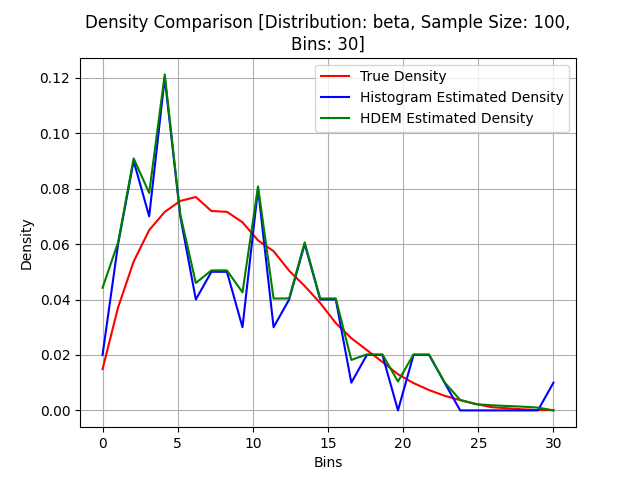 Density Comparison [Distribution: beta, Sample Size: 100,
Bins: 30]
True Density
Histogram Estimated Density
HDEM Estimated Density
Density
0.12
0.10
0.08
0.06
0.04
0.02
0.00
0
5
10
15
20
25
30
Bins